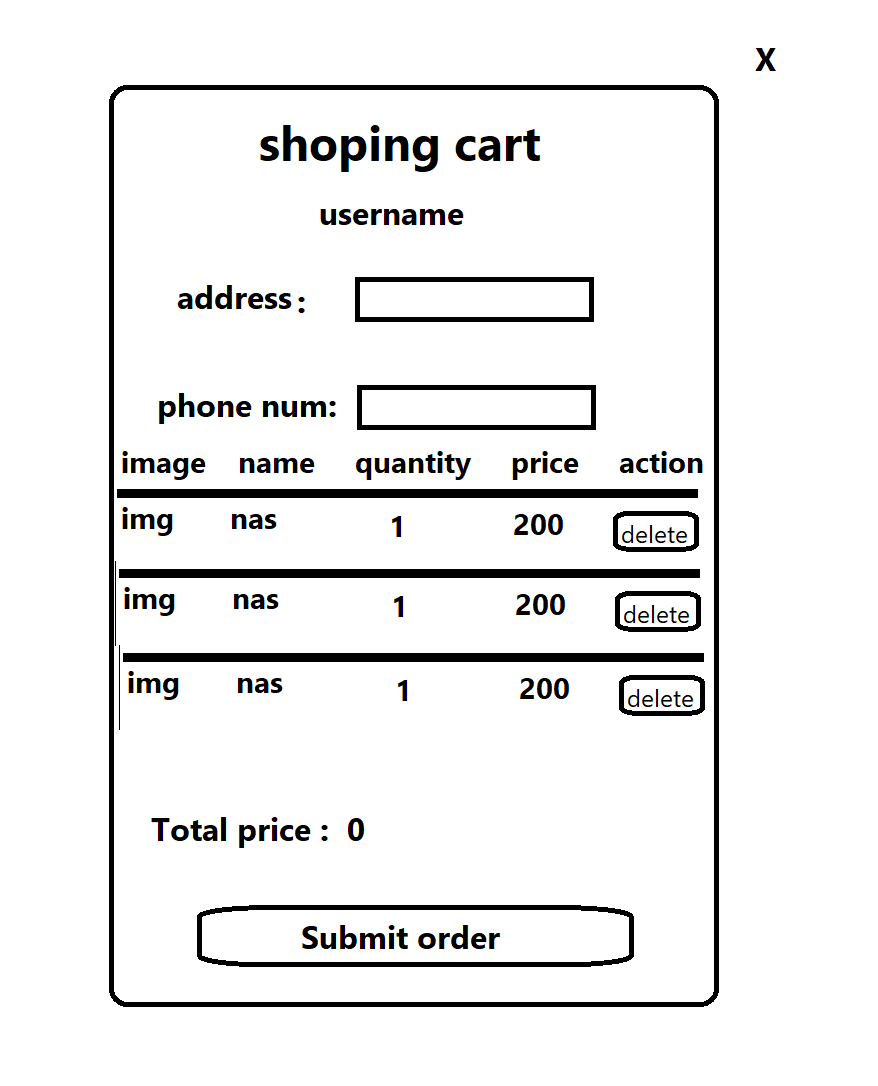 X
shoping cart
username
address：
phone num:
image name quantity price action
img nas 1 200 delete
img nas 1 200 delete
img nas 1 200 delete
Total price： 0
Submit order